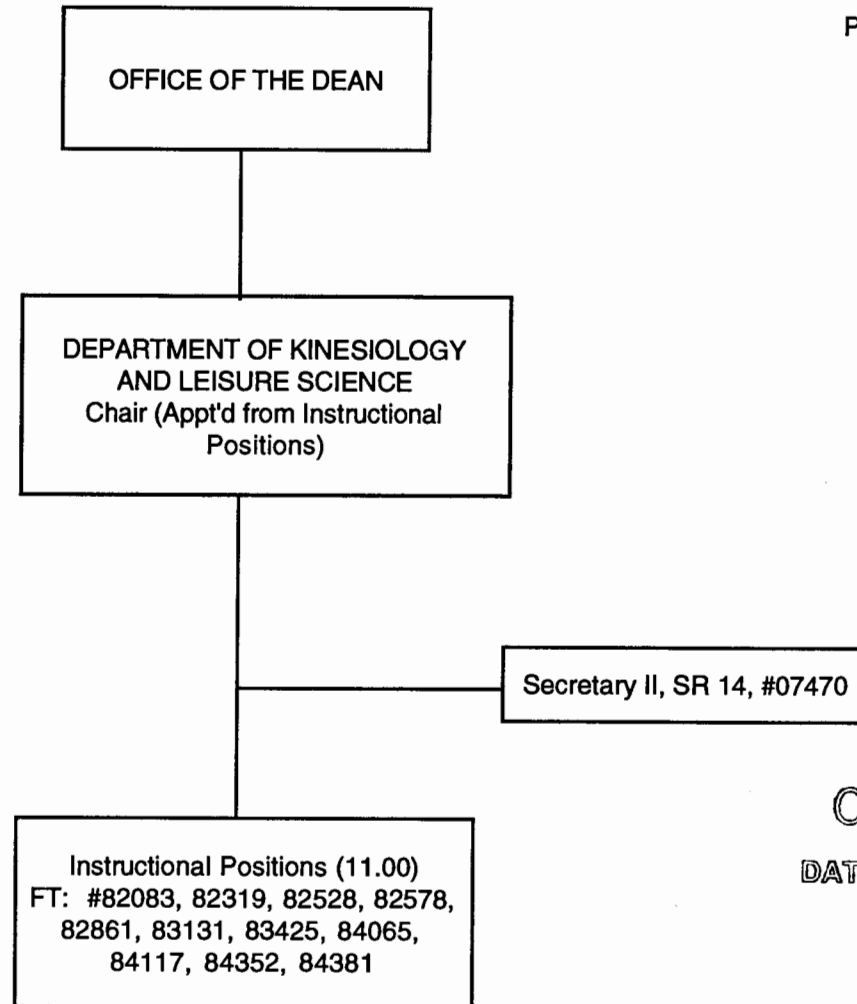 P
OFFICE OF THE DEAN
DEPARTMENT OF KINESIOLOGY
AND LEISURE SCIENCE
Chair (Appt'd from Instructional
Positions)
Secretary II, SR 14, #07470
C
DAT
Instructional Positions (11.00)
FT: #82083, 82319, 82528, 82578,
82861, 83131, 83425, 84065,
84117, 84352, 84381